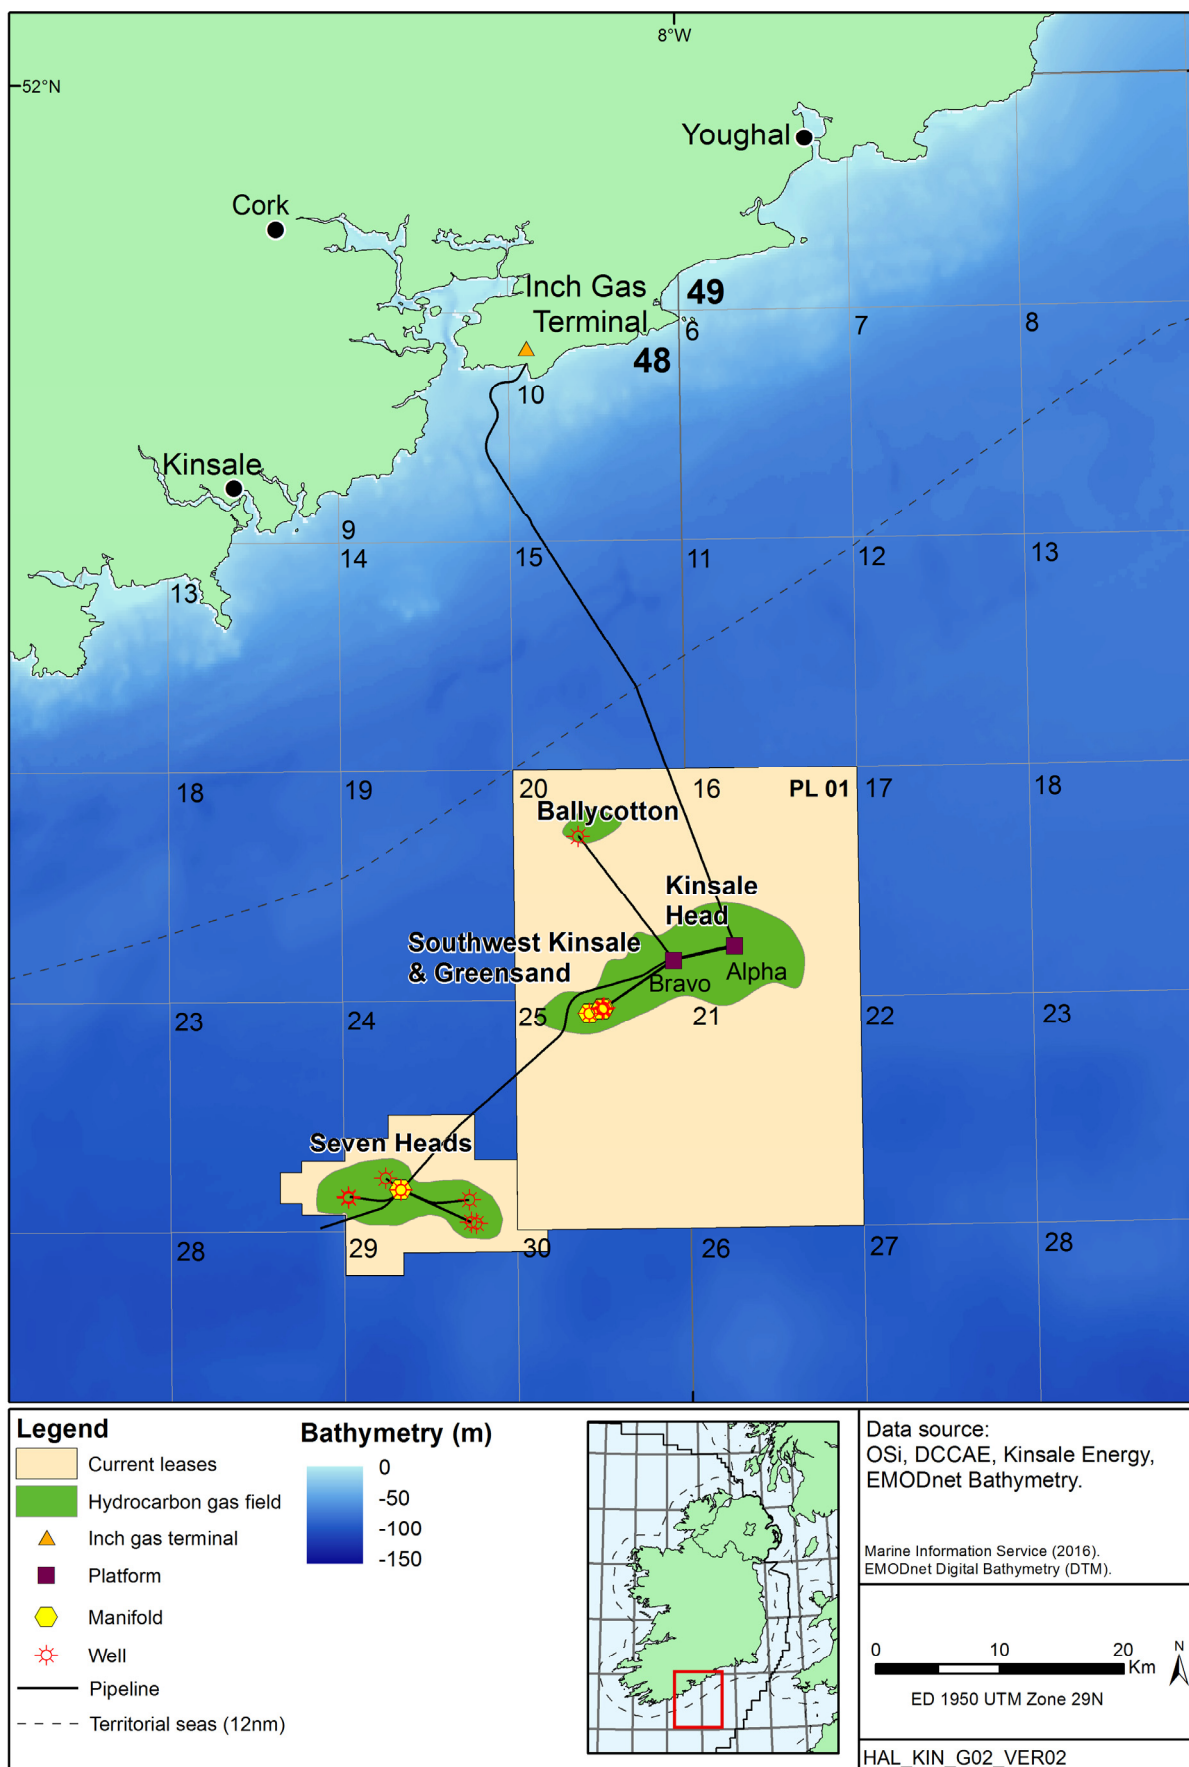 8°W
52°N
Youghal
Cork
Inch Gas
Terminal
49
6
7
8
48
10
Kinsale
9
14
15
11
12
13
13
18
19
20
16
PL 01
17
18
Ballycotton
Kinsale
Head
Southwest Kinsale
& Greensand
Bravo
Alpha
23
24
25
21
22
23
Seven Heads
28
29
30
26
27
28
Legend
Current leases
Hydrocarbon gas field
Inch gas terminal
Platform
Manifold
Well
Pipeline
Territorial seas (12nm)
Bathymetry (m)
0
-50
-100
-150
Data source:
OSi, DCCAE, Kinsale Energy,
EMODnet Bathymetry.
Marine Information Service (2016).
EMODnet Digital Bathymetry (DTM).
0 10 20
Km
N
ED 1950 UTM Zone 29N
HAL_KIN_G02_VER02